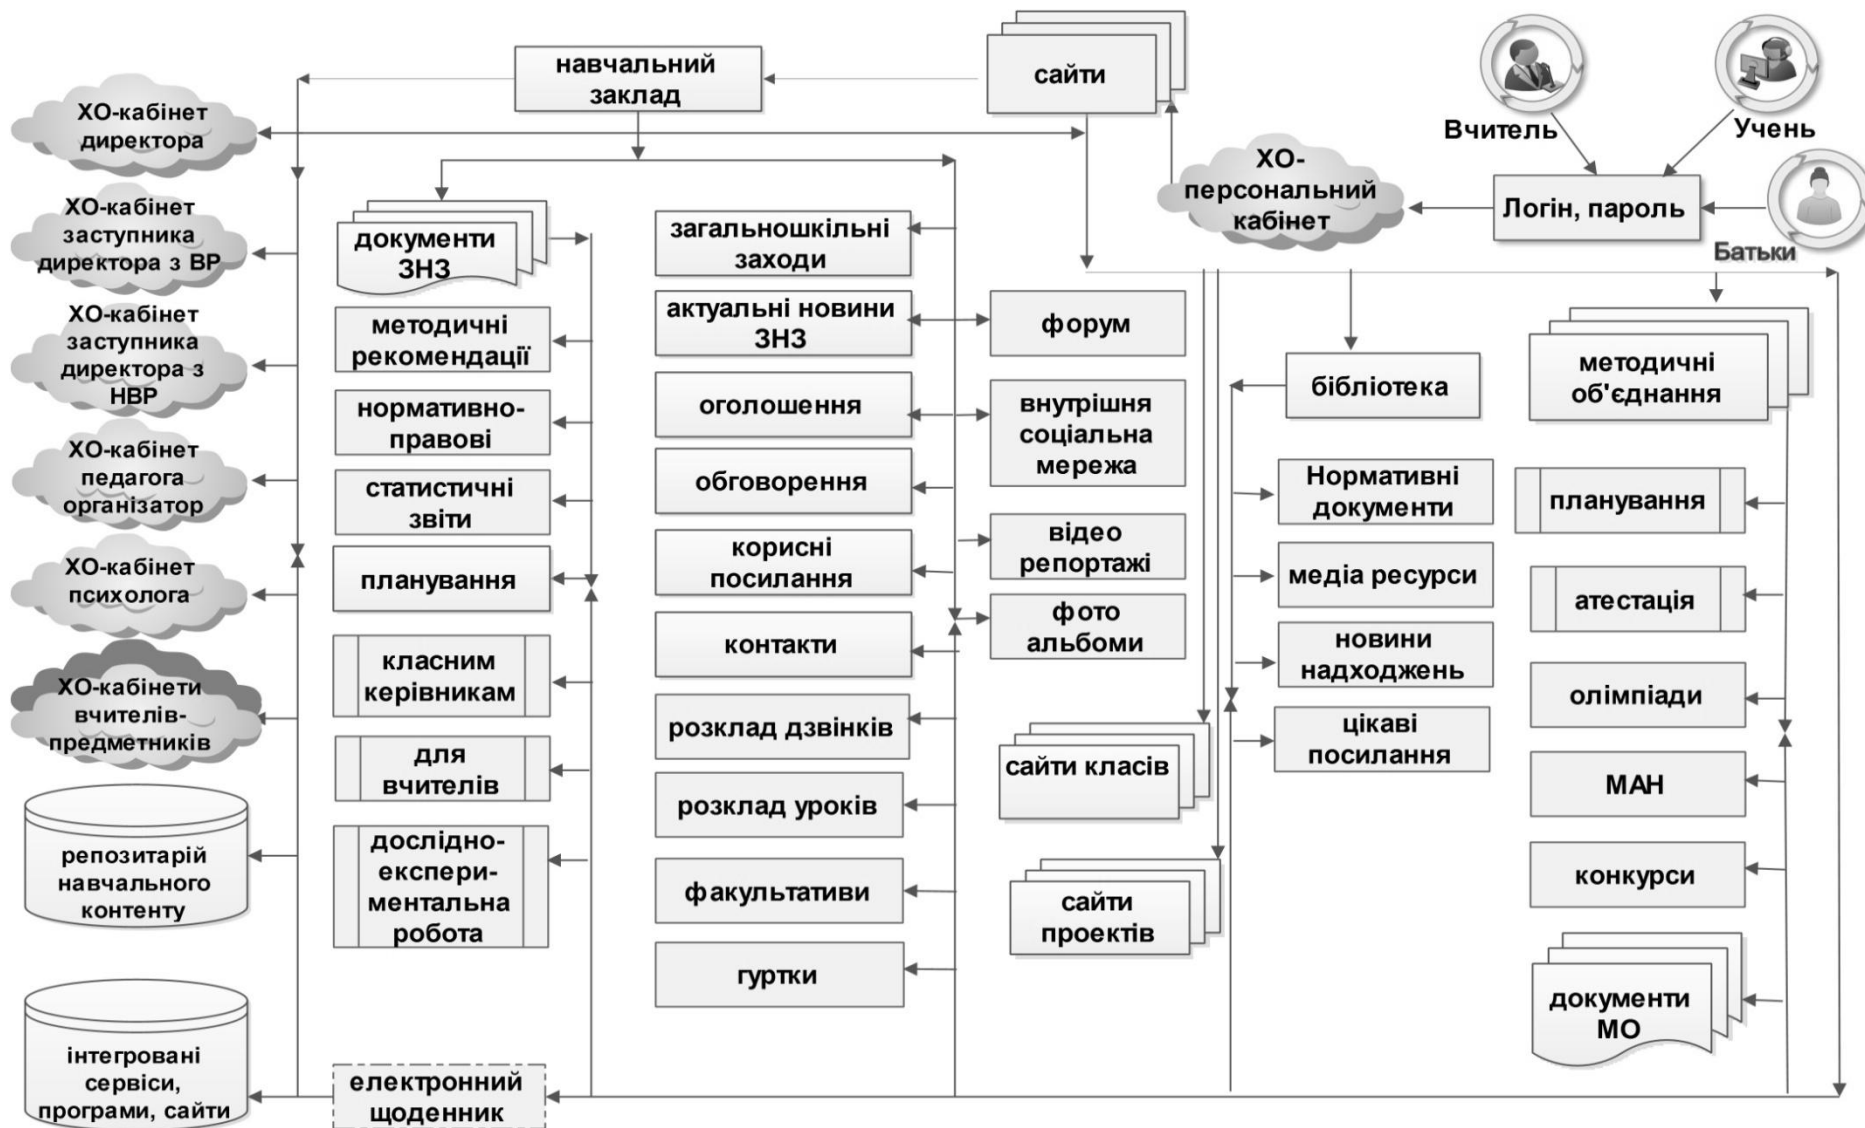 навчальний
заклад
сайти
Вчитель
Учень
Логін, пароль
Батьки
ХО-
персональний
кабінет
ХО-кабінет
директора
ХО-кабінет
заступника
директора з ВР
ХО-кабінет
заступника
директора з
НВР
ХО-кабінет
педагога
організатор
ХО-кабінет
психолога
ХО-кабінети
вчителів-
предметників
репозитарій
навчального
контенту
інтегровані
сервіси,
програми, сайти
документи
ЗНЗ
методичні
рекомендації
нормативно-
правові
статистичні
звіти
планування
класним
керівникам
для
вчителів
дослідно-
експери-
ментальна
робота
електронний
щоденник
загальношкільні
заходи
актуальні новини
ЗНЗ
оголошення
обговорення
корисні
посилання
контакти
розклад дзвінків
розклад уроків
факультативи
гуртки
форум
внутрішня
соціальна
мережа
відео
репортажі
фото
альбоми
сайти класів
сайти
проектів
бібліотека
Нормативні
документи
медіа ресурси
новини
надходжень
цікаві
посилання
методичні
об'єднання
планування
атестація
олімпіади
МАН
конкурси
документи
МО